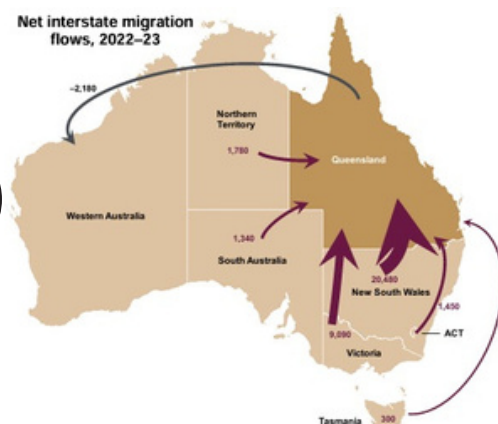 Net interstate migration
flows, 2022–23
–2,180
Northern
Territory
1,780
Queensland
Western Australia
1,340
South Australia
20,480
New South Wales
1,450
9,090
ACT
Victoria
Tasmania
300